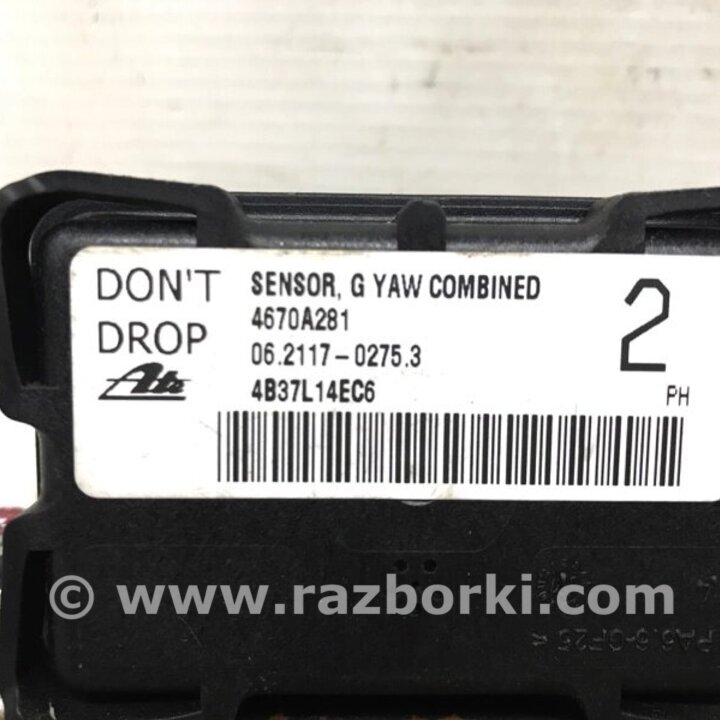 DON'T
DROP
Ate
SENSOR, G YAW COMBINED
4670A281
06.2117-0275.3
4B37L14EC6
2
PH
© www.razborki.com